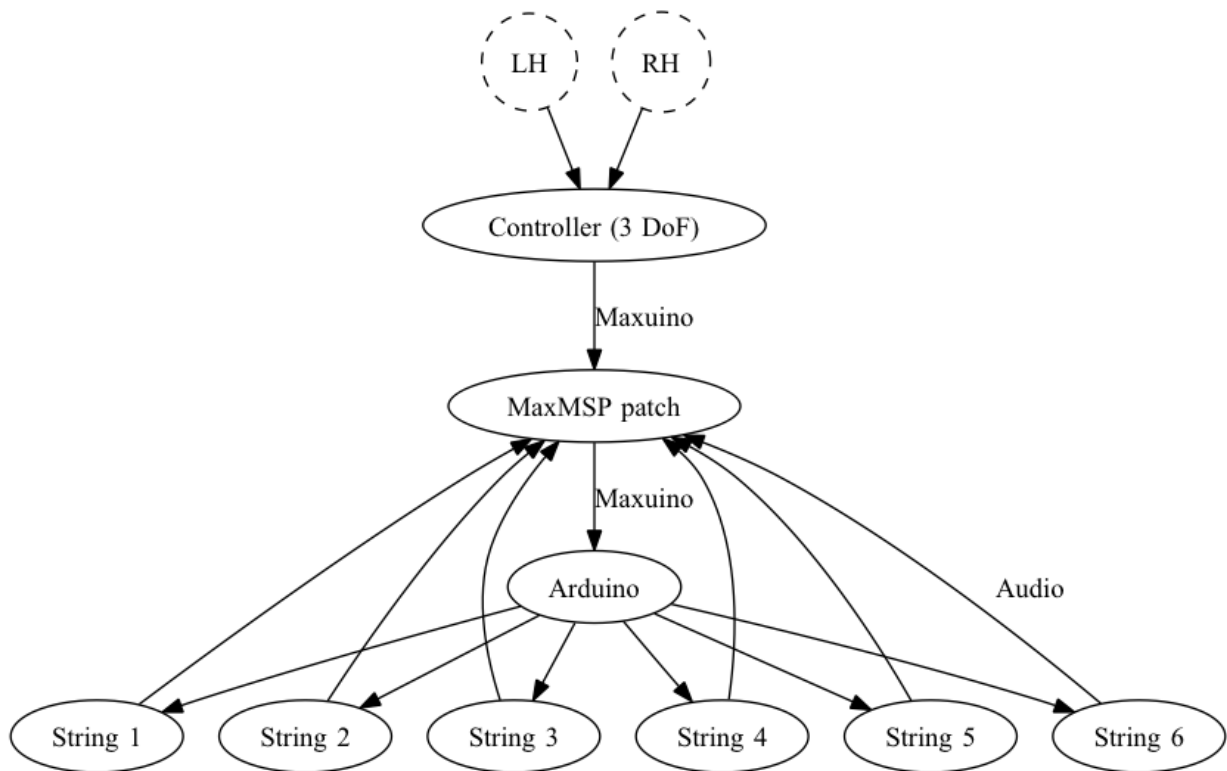 LH
RH
Controller (3 DoF)
Maxuino
MaxMSP patch
Maxuino
Arduino
Audio
String 1
String 2
String 3
String 4
String 5
String 6